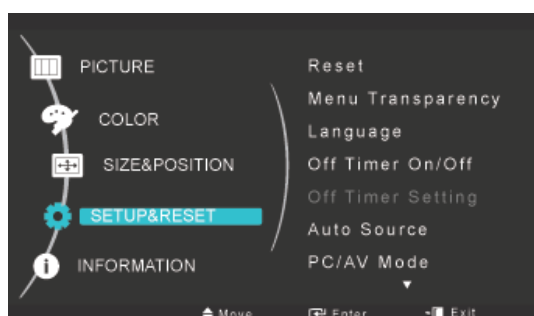 PICTURE
COLOR
SIZE&POSITION
SETUP&RESET
INFORMATION
Reset
Menu Transparency
Language
Off Timer On/Off
Off Timer Setting
Auto Source
PC/AV Mode
Move Enter Exit